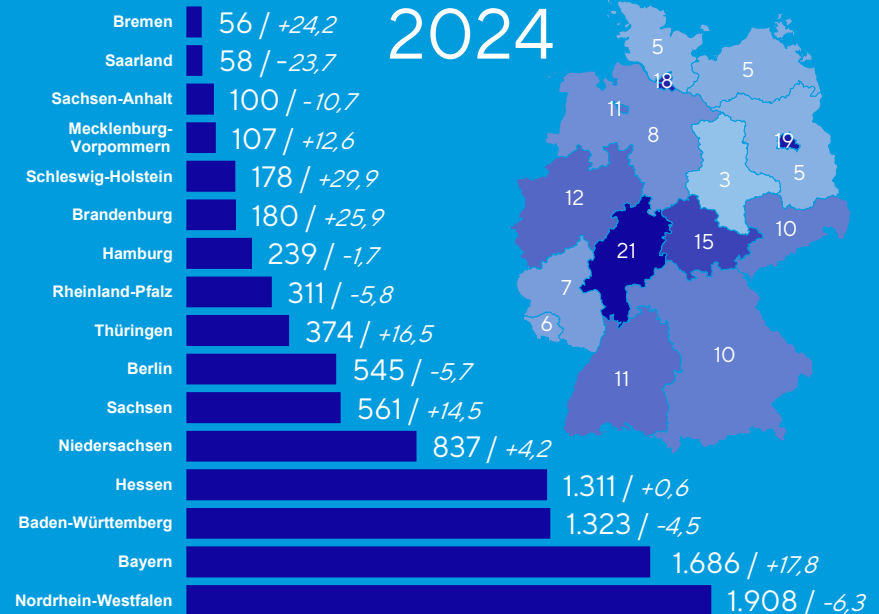 2024
Bremen 56 / +24,2
Saarland 58 / -23,7
Sachsen-Anhalt 100 / -10,7
Mecklenburg-
Vorpommern 107 / +12,6
Schleswig-Holstein 178 / +29,9
Brandenburg 180 / +25,9
Hamburg 239 / -1,7
Rheinland-Pfalz 311 / -5,8
Thüringen 374 / +16,5
Berlin 545 / -5,7
Sachsen 561 / +14,5
Niedersachsen 837 / +4,2
Hessen 1.311 / +0,6
Baden-Württemberg 1.323 / -4,5
Bayern 1.686 / +17,8
Nordrhein-Westfalen 1.908 / -6,3
5
5
18
11
8
19
5
3
12
10
15
21
7
6
10
11